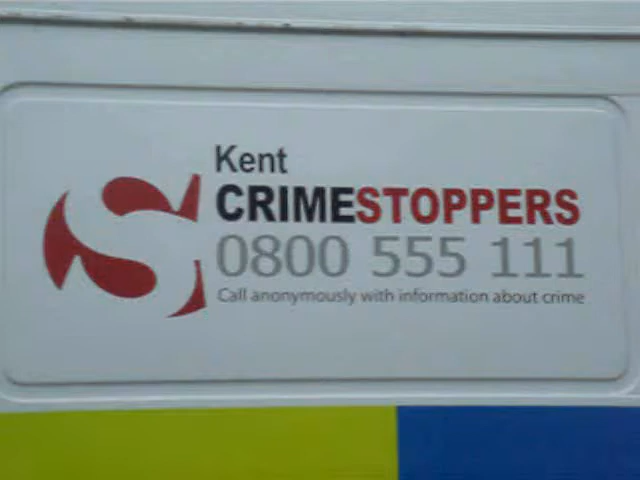 Kent
CRIMESTOPPERS
0800 555 111
Call anonymously with information about crime